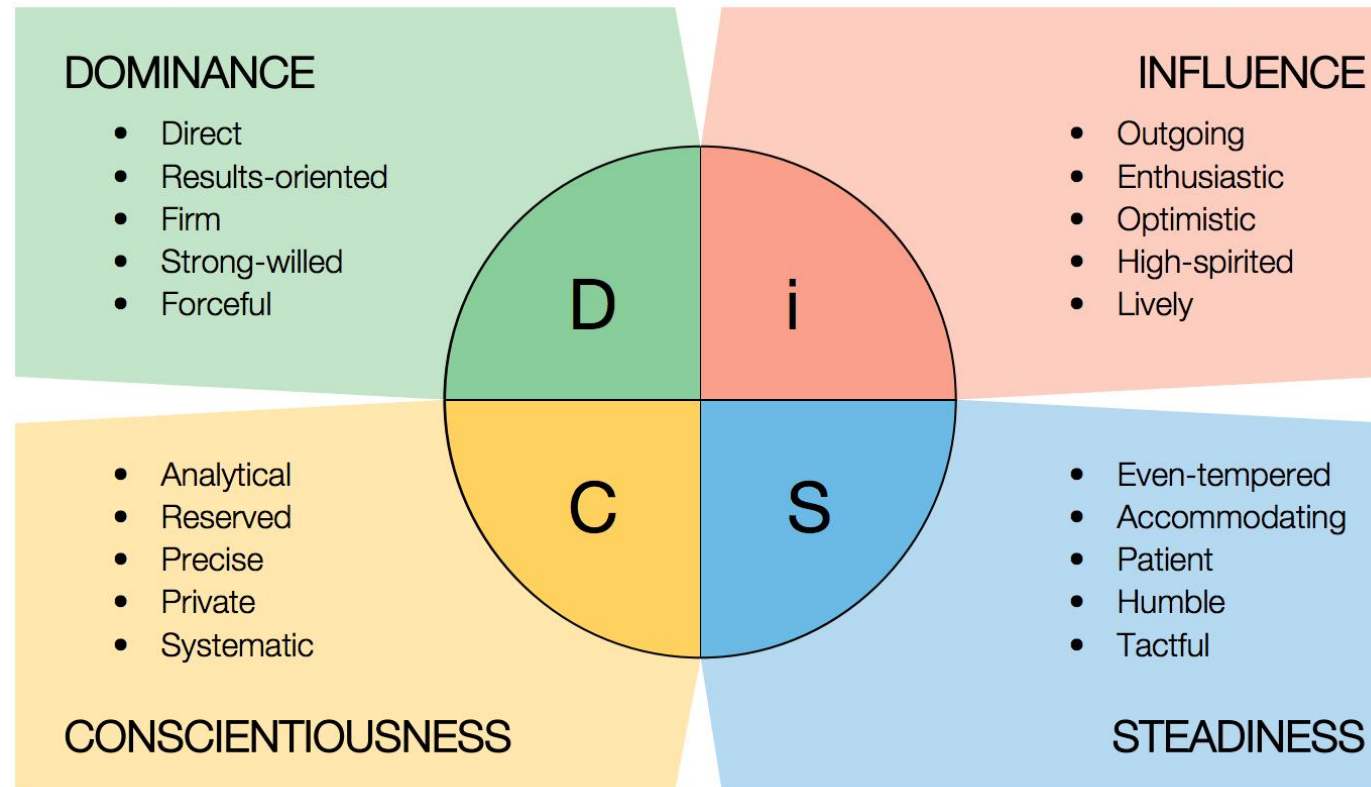 DOMINANCE
• Direct
• Results-oriented
• Firm
• Strong-willed
• Forceful
INFLUENCE
• Outgoing
• Enthusiastic
• Optimistic
• High-spirited
• Lively
D
i
C
S
• Analytical
• Reserved
• Precise
• Private
• Systematic
CONSCIENTIOUSNESS
• Even-tempered
• Accommodating
• Patient
• Humble
• Tactful
STEADINESS